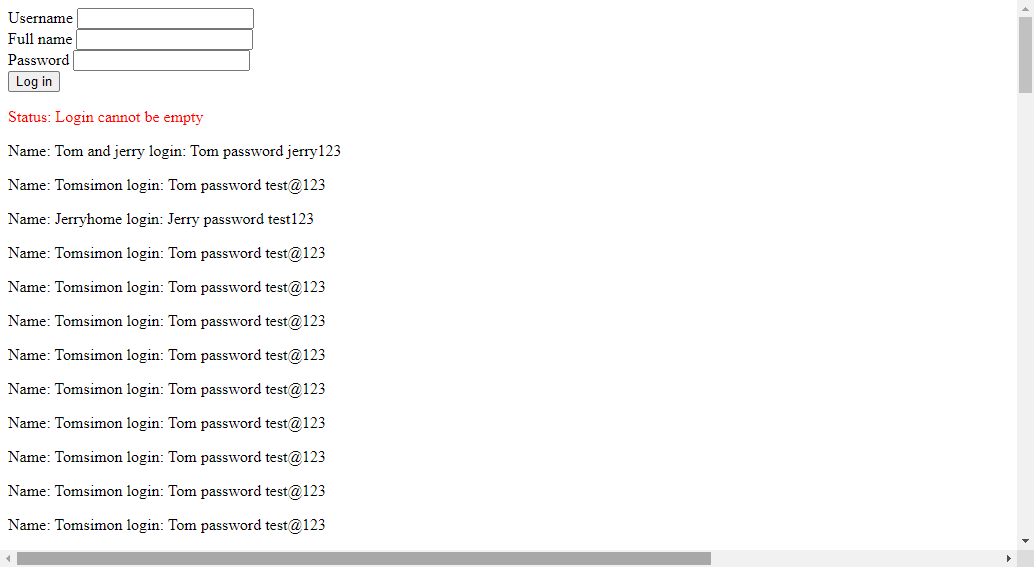 Username
Full name
Password
Log in
Status: Login cannot be empty
Name: Tom and jerry login: Tom password jerry123
Name: Tomsimon login: Tom password test@123
Name: Jerryhome login: Jerry password test123
Name: Tomsimon login: Tom password test@123
Name: Tomsimon login: Tom password test@123
Name: Tomsimon login: Tom password test@123
Name: Tomsimon login: Tom password test@123
Name: Tomsimon login: Tom password test@123
Name: Tomsimon login: Tom password test@123
Name: Tomsimon login: Tom password test@123
Name: Tomsimon login: Tom password test@123
Name: Tomsimon login: Tom password test@123